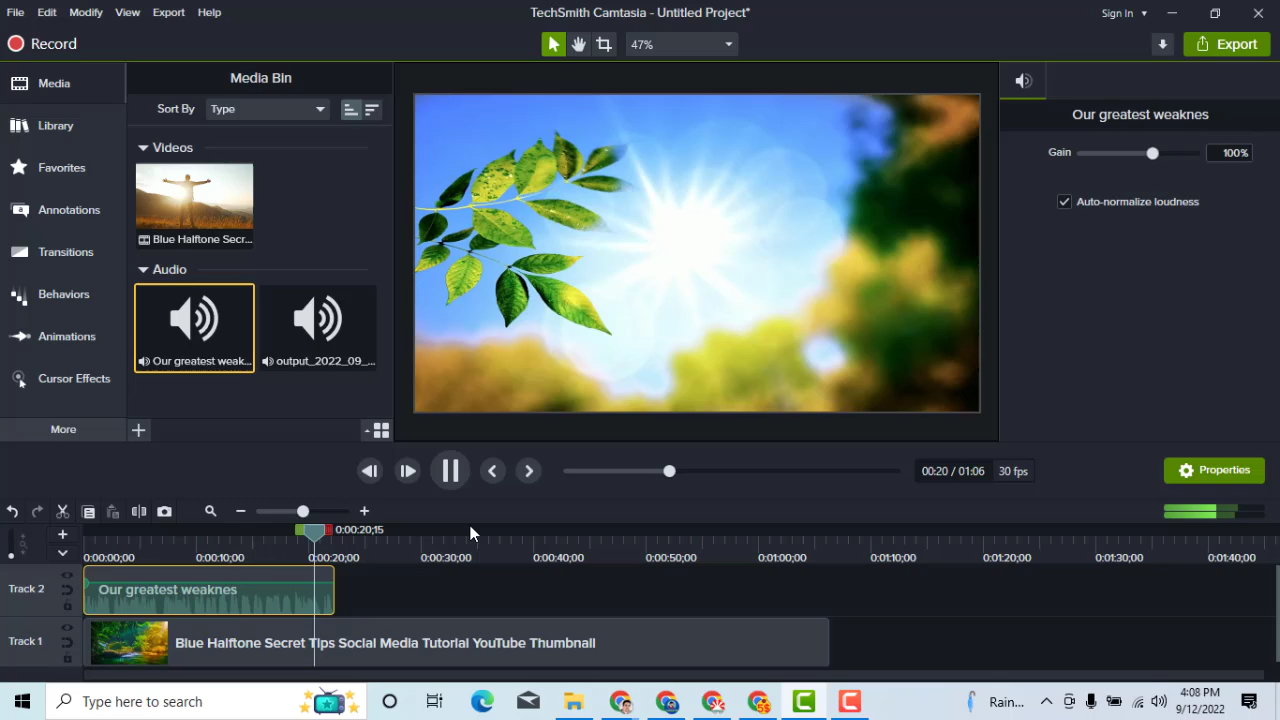 File Edit Modify View Share Export Help
TechSmith Camtasia - Untitled Project*
Sign In
Record
47%
Export
Media
Library
Favorites
Annotations
Transitions
Behaviors
Animations
Cursor Effects
More
Media Bin
Sort By Type
Videos
Blue Halftone Secr...
Audio
Our greatest weak...
output_2022_09_...
Our greatest weaknes
Gain 100%
Auto-normalize loudness
00:20 / 01:06 30 fps
Properties
0:00:20;15
0:00:00;00 0:00:10;00 0:00:20;00 0:00:30;00 0:00:40;00 0:00:50;00 0:01:00;00 0:01:10;00 0:01:20;00 0:01:30;00 0:01:40;00
Track 2
Our greatest weaknes
Track 1
Blue Halftone Secret Tips Social Media Tutorial YouTube Thumbnail
Type here to search
Rain...
4:08 PM
9/12/2022